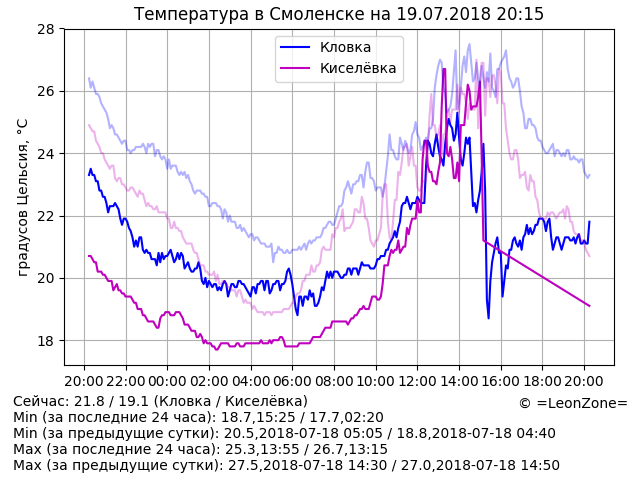 Температура в Смоленске на 19.07.2018 20:15
28
26
24
22
20
18
градусов Цельсия, °C
Кловка
Киселёвка
20:00 22:00 00:00 02:00 04:00 06:00 08:00 10:00 12:00 14:00 16:00 18:00 20:00
Сейчас: 21.8 / 19.1 (Кловка / Киселёвка)
© =LeonZone=
Min (за последние 24 часа): 18.7,15:25 / 17.7,02:20
Min (за предыдущие сутки): 20.5,2018-07-18 05:05 / 18.8,2018-07-18 04:40
Max (за последние 24 часа): 25.3,13:55 / 26.7,13:15
Max (за предыдущие сутки): 27.5,2018-07-18 14:30 / 27.0,2018-07-18 14:50